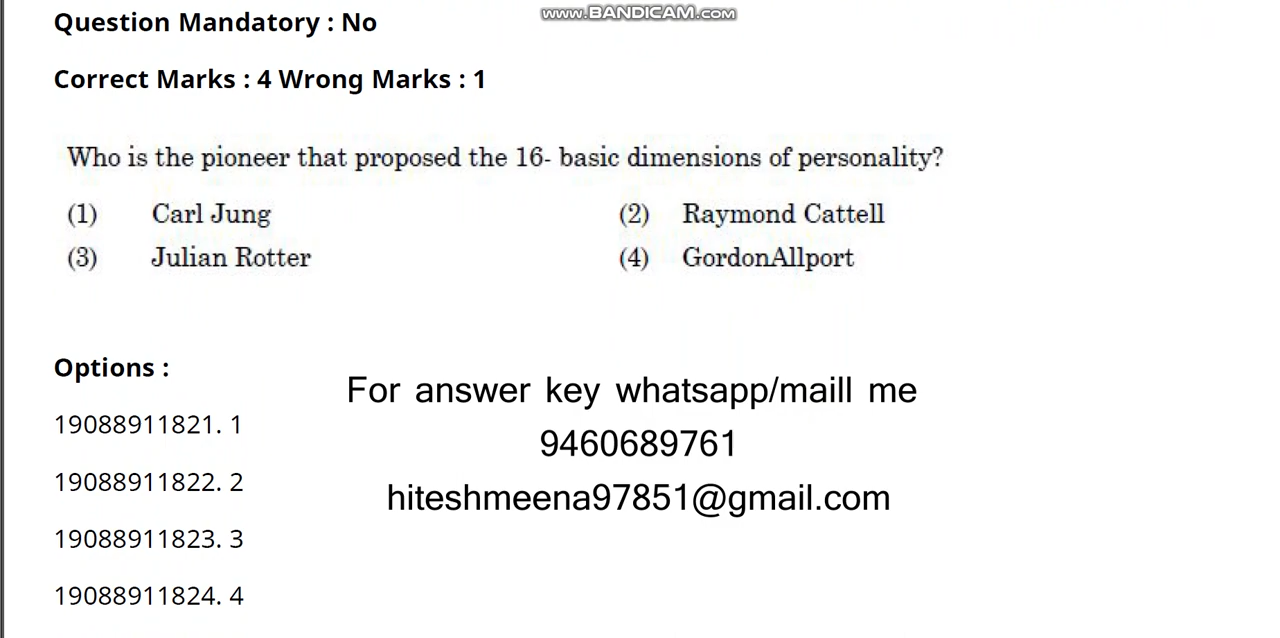 www.BANDICAM.com
Question Mandatory : No
Correct Marks : 4 Wrong Marks : 1
Who is the pioneer that proposed the 16- basic dimensions of personality?
(1) Carl Jung (2) Raymond Cattell
(3) Julian Rotter (4) GordonAllport
Options :
For answer key whatsapp/maill me
19088911821. 1
9460689761
19088911822. 2
hiteshmeena97851@gmail.com
19088911823. 3
19088911824. 4